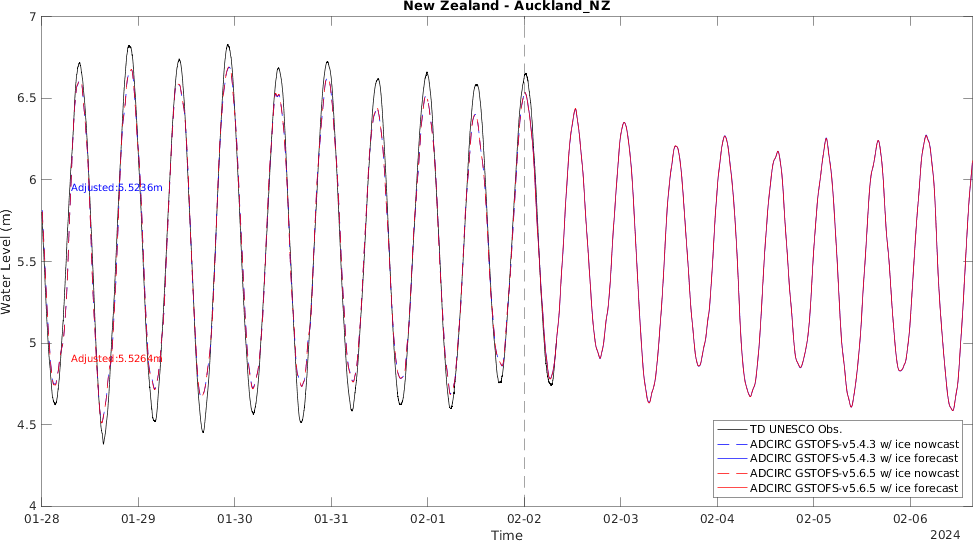 New Zealand - Auckland_NZ
7
6.5
6
5.5
5
4.5
4
Water Level (m)
Adjusted:5.5236m
Adjusted:5.5264m
TD UNESCO Obs.
ADCIRC GSTOFS-v5.4.3 w/ ice nowcast
ADCIRC GSTOFS-v5.4.3 w/ ice forecast
ADCIRC GSTOFS-v5.6.5 w/ ice nowcast
ADCIRC GSTOFS-v5.6.5 w/ ice forecast
01-28 01-29 01-30 01-31 02-01 02-02 02-03 02-04 02-05 02-06
Time
2024